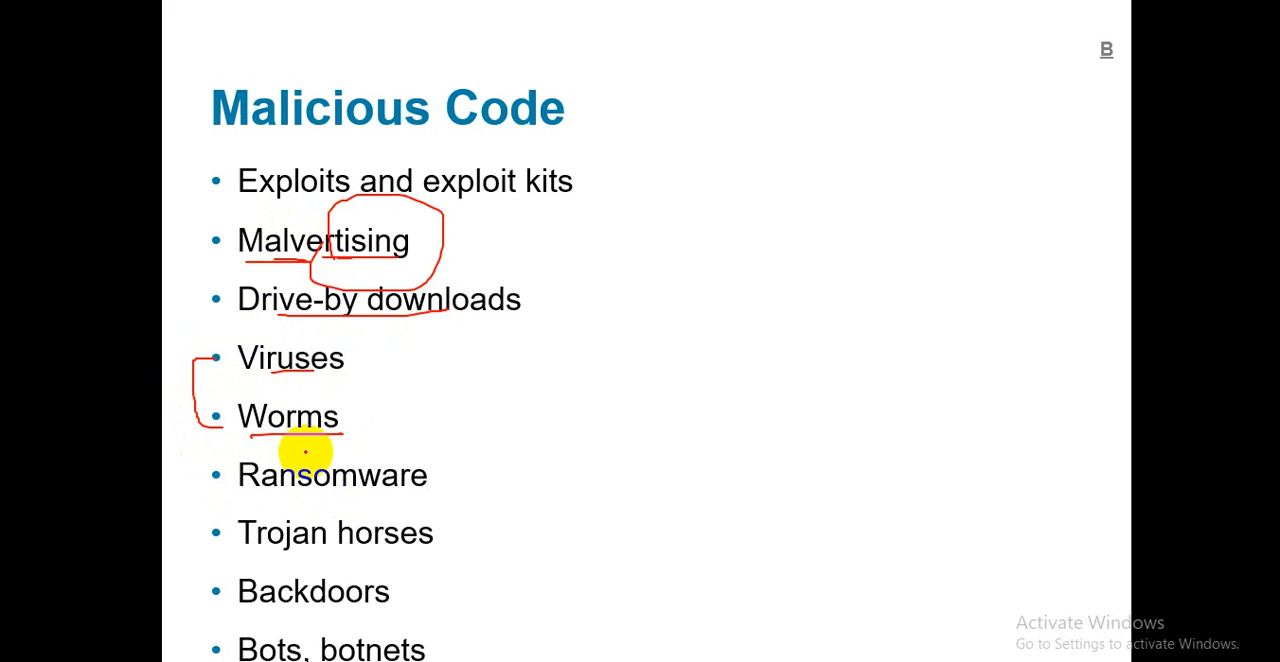 B
Malicious Code
• Exploits and exploit kits
• Malvertising
• Drive-by downloads
• Viruses
• Worms
• Ransomware
• Trojan horses
• Backdoors
• Bots, botnets
Activate Windows
Go to Settings to activate Windows.